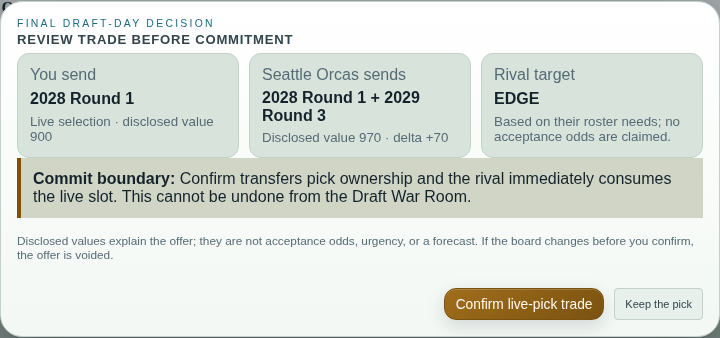 FINAL DRAFT-DAY DECISION
REVIEW TRADE BEFORE COMMITMENT
You send
2028 Round 1
Live selection · disclosed value
900
Seattle Orcas sends
2028 Round 1 + 2029
Round 3
Disclosed value 970 · delta +70
Rival target
EDGE
Based on their roster needs; no
acceptance odds are claimed.
Commit boundary: Confirm transfers pick ownership and the rival immediately consumes
the live slot. This cannot be undone from the Draft War Room.
Disclosed values explain the offer; they are not acceptance odds, urgency, or a forecast. If the board changes before you confirm,
the offer is voided.
Confirm live-pick trade
Keep the pick